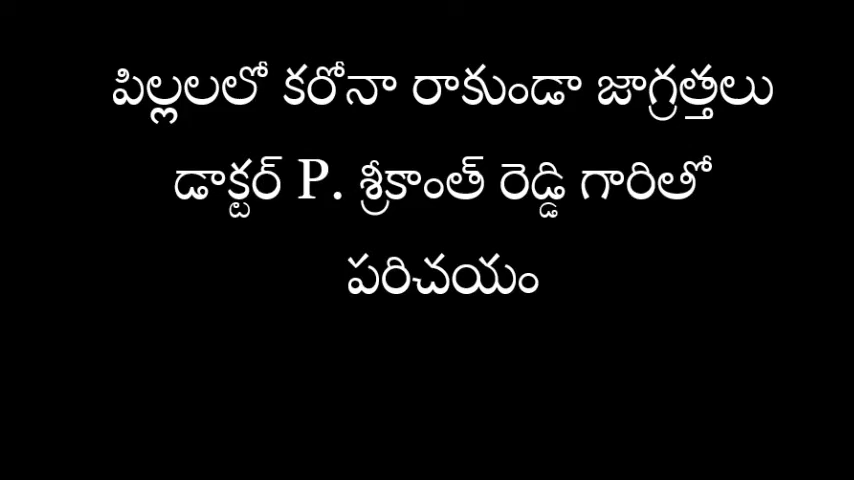 పిల్లలలో కరోనా రాకుండా జాగ్రత్తలు
డాక్టర్ P. శ్రీకాంత్ రెడ్డి గారితో
పరిచయం